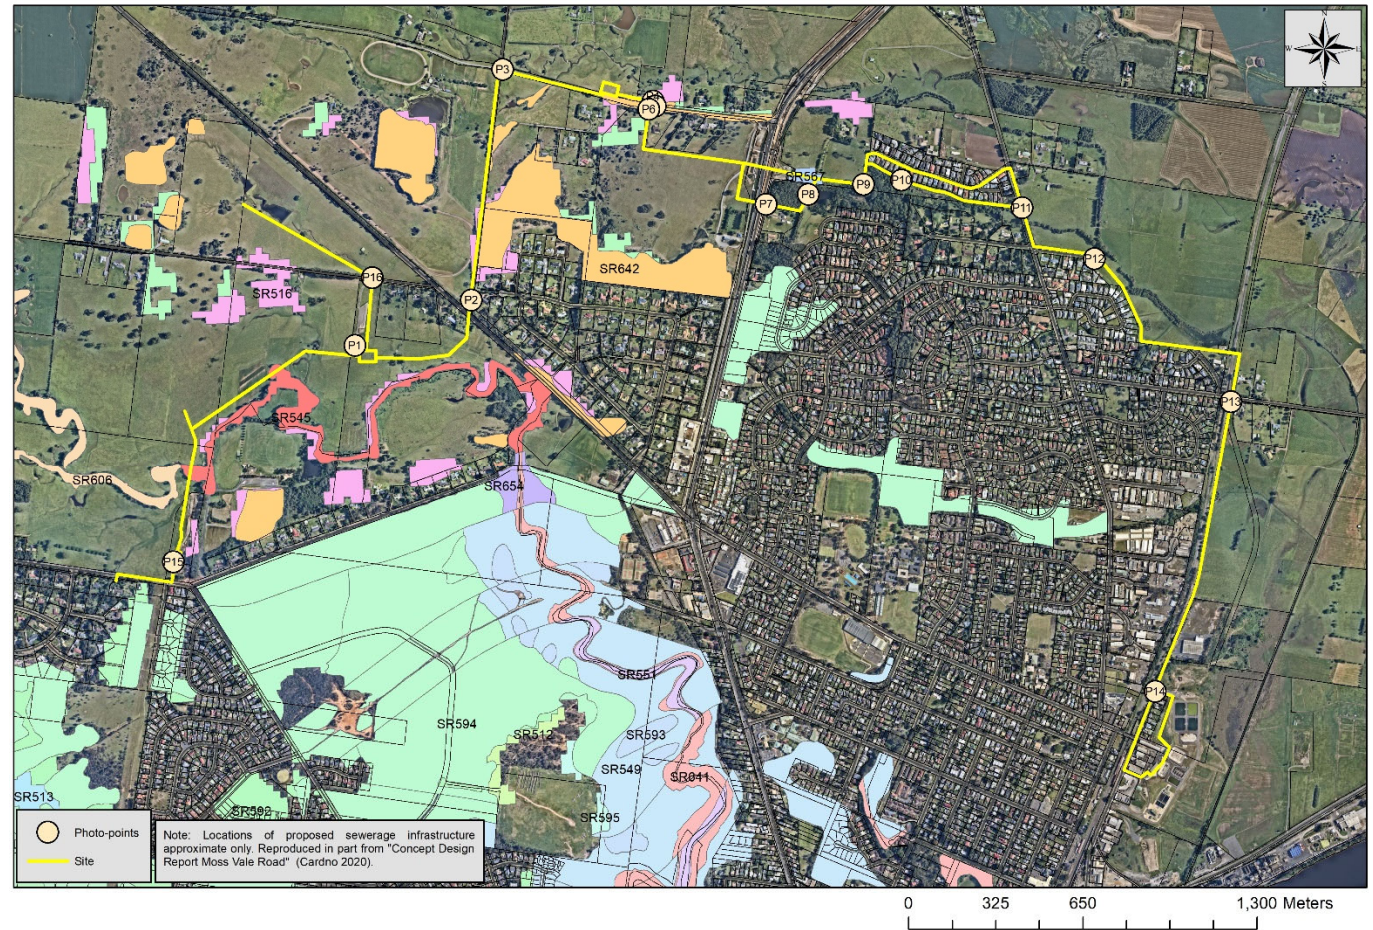 P3
P6
SR567
P9
P10
P8
P7
P11
P12
SR642
P16
SR516
P2
P1
P13
SR545
SR606
SR654
P15
SR551
P14
SR594
SR512
SR593
SR549
SR041
SR513
SR592
SR595
Photo-points
Site
Note: Locations of proposed sewerage infrastructure
approximate only. Reproduced in part from "Concept Design
Report Moss Vale Road" (Cardno 2020).
0 325 650 1,300 Meters